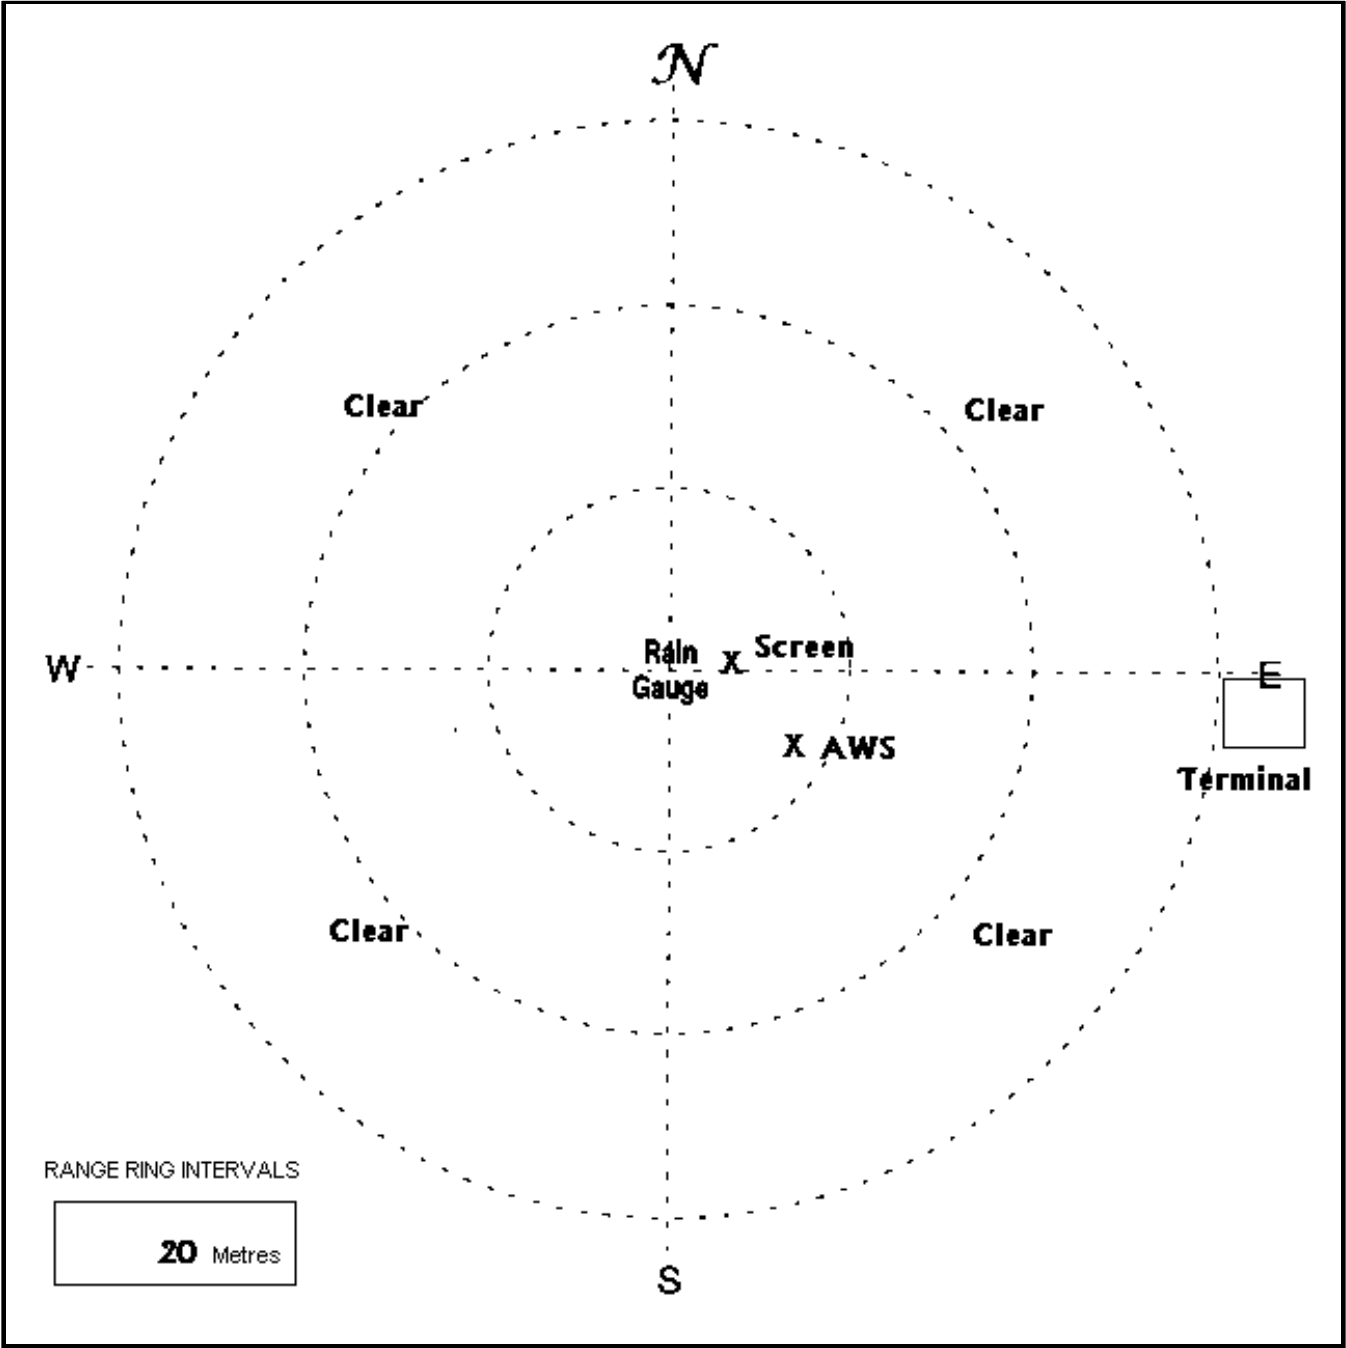 N
Clear
Clear
W
Rain
Gauge
X Screen
E
X AWS
Terminal
Clear
Clear
RANGE RING INTERVALS
20 Metres
S